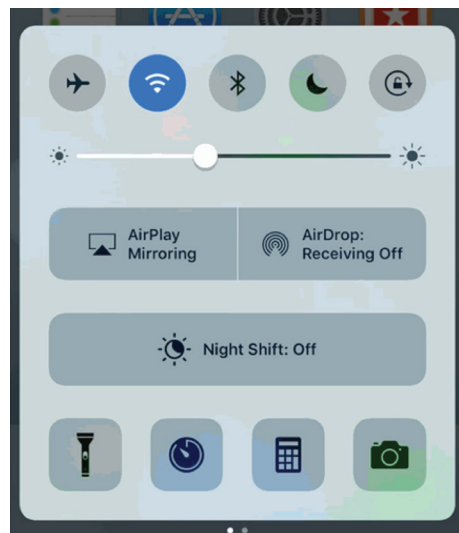 AirPlay
Mirroring
AirDrop:
Receiving Off
Night Shift: Off